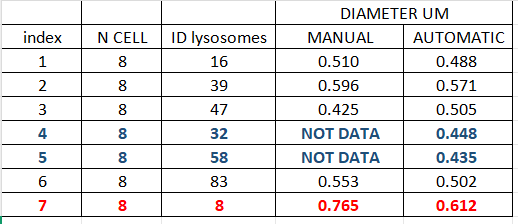 DIAMETER UM
index N CELL ID lysosomes MANUAL AUTOMATIC
1 8 16 0.510 0.488
2 8 39 0.596 0.571
3 8 47 0.425 0.505
4 8 32 NOT DATA 0.448
5 8 58 NOT DATA 0.435
6 8 83 0.553 0.502
7 8 8 0.765 0.612